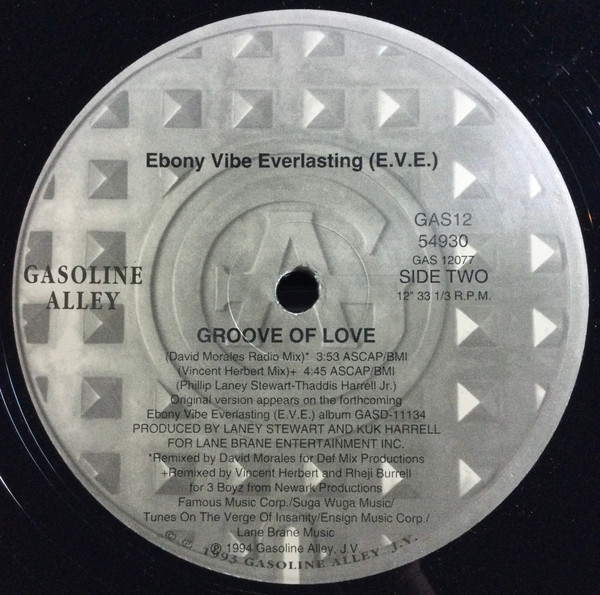 Ebony Vibe Everlasting (E.V.E.)
GAS12
54930
GAS 12077
SIDE TWO
12" 33 1/3 R.P.M.
GASOLINE
ALLEY
GROOVE OF LOVE
(David Morales Radio Mix)* 3:53 ASCAP/BMI
(Vincent Herbert Mix)+ 4:45 ASCAP/BMI
(Phillip Laney Stewart-Thaddis Harrell Jr.)
Original version appears on the forthcoming
Ebony Vibe Everlasting (E.V.E.) album GASD-11134
PRODUCED BY LANEY STEWART AND KUK HARRELL
FOR LANE BRANE ENTERTAINMENT INC.
*Remixed by David Morales for Def Mix Productions
+Remixed by Vincent Herbert and Rheji Burrell
for 3 Boyz from Newark Productions
Famous Music Corp./Suga Wuga Music/
Tunes On The Verge Of Insanity/Ensign Music Corp./
Lane Brane Music
℗ 1994 Gasoline Alley, J.V.
℗ © 1993 GASOLINE ALLEY J.V.